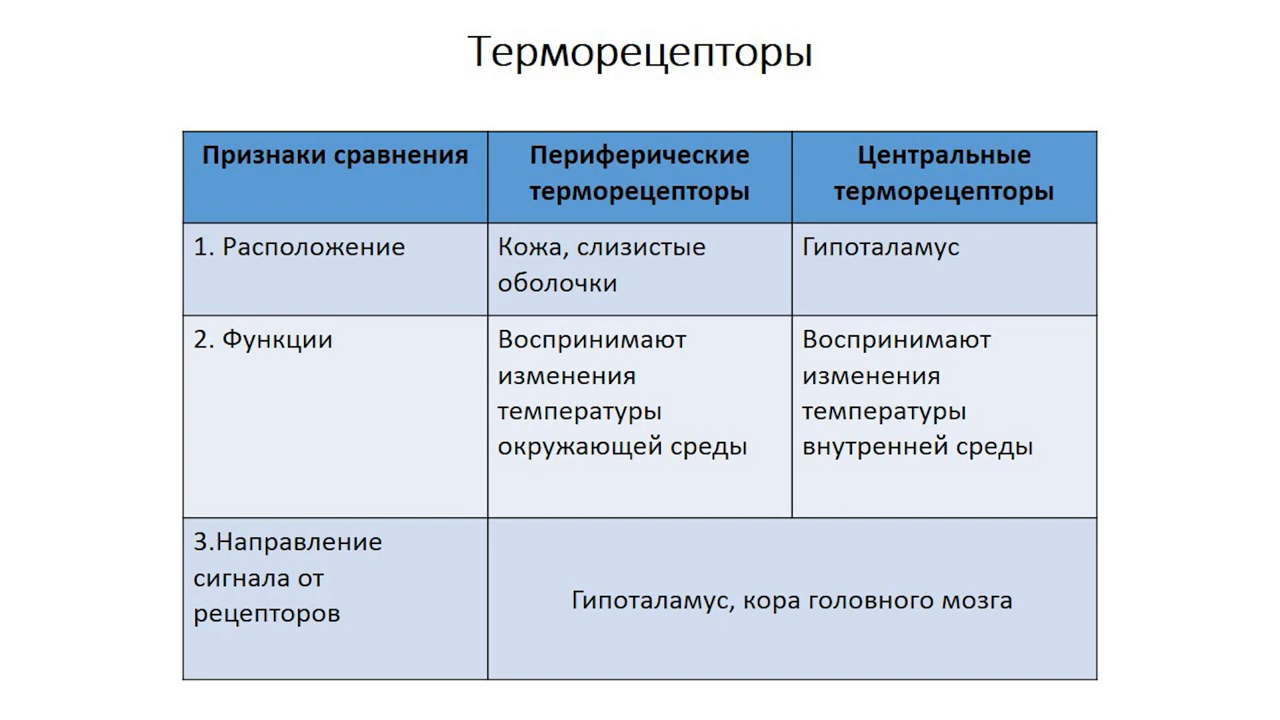 Терморецепторы
Признаки сравнения
Периферические
терморецепторы
Центральные
терморецепторы
1. Расположение
Кожа, слизистые
оболочки
Гипоталамус
2. Функции
Воспринимают
изменения
температуры
окружающей среды
Воспринимают
изменения
температуры
внутренней среды
3.Направление
сигнала от
рецепторов
Гипоталамус, кора головного мозга